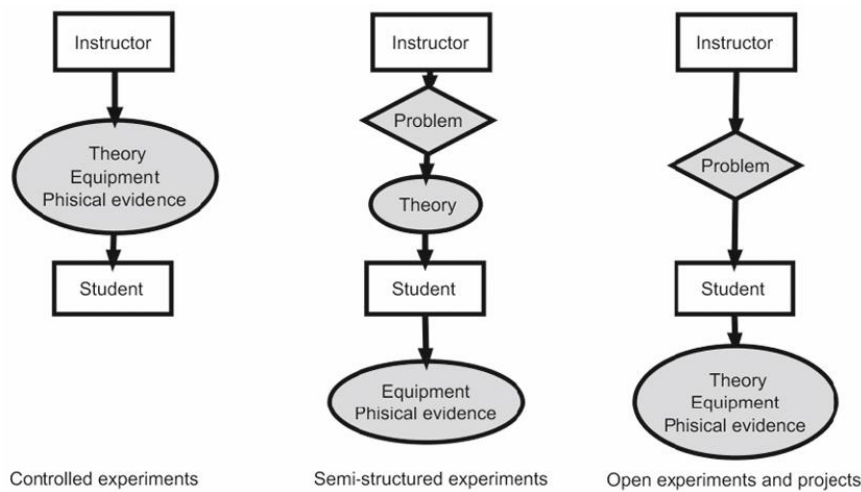 Instructor
Theory
Equipment
Phisical evidence
Student
Controlled experiments
Instructor
Problem
Theory
Student
Equipment
Phisical evidence
Semi-structured experiments
Instructor
Problem
Student
Theory
Equipment
Phisical evidence
Open experiments and projects